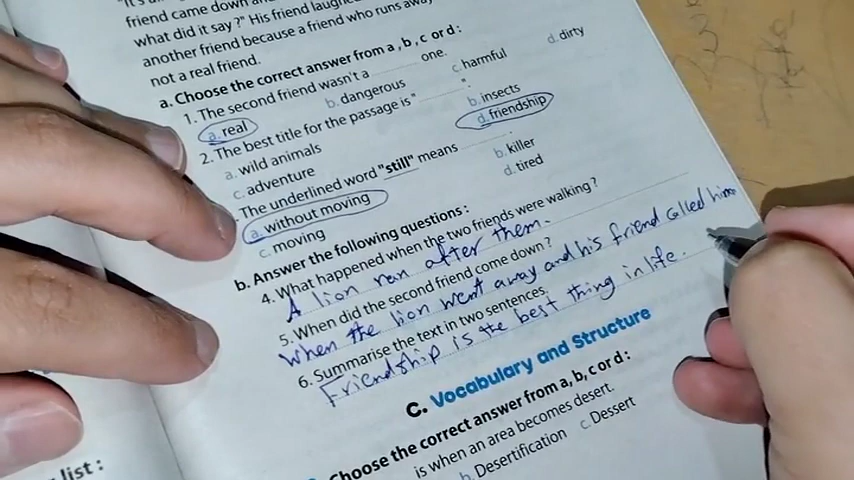 friend came down and
what did it say?" His friend laughed
another friend because a friend who runs away
not a real friend.
a. Choose the correct answer from a , b , c or d :
1. The second friend wasn't a ........ one.
a. real b. dangerous c. harmful d. dirty
2. The best title for the passage is " ........ ".
a. wild animals b. insects
c. adventure d. friendship
The underlined word "still" means ........ .
a. without moving b. killer
c. moving d. tired
b. Answer the following questions :
4. What happened when the two friends were walking ?
A lion ran after them.
5. When did the second friend come down ?
When the lion went away and his friend called him
6. Summarise the text in two sentences.
Friendship is the best thing in life.
C. Vocabulary and Structure
Choose the correct answer from a, b, c or d :
is when an area becomes desert.
b. Desertification c. Dessert
list :